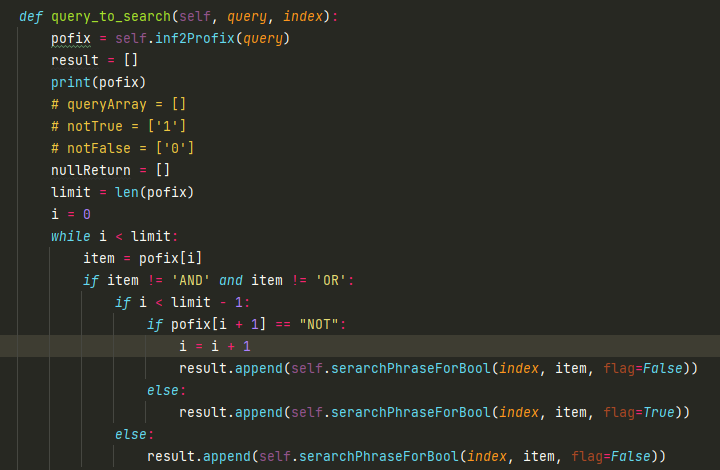 def query_to_search(self, query, index):
    pofix = self.inf2Profix(query)
    result = []
    print(pofix)
    # queryArray = []
    # notTrue = ['1']
    # notFalse = ['0']
    nullReturn = []
    limit = len(pofix)
    i = 0
    while i < limit:
        item = pofix[i]
        if item != 'AND' and item != 'OR':
            if i < limit - 1:
                if pofix[i + 1] == "NOT":
                    i = i + 1
                    result.append(self.serarchPhraseForBool(index, item, flag=False))
                else:
                    result.append(self.serarchPhraseForBool(index, item, flag=True))
            else:
                result.append(self.serarchPhraseForBool(index, item, flag=False))